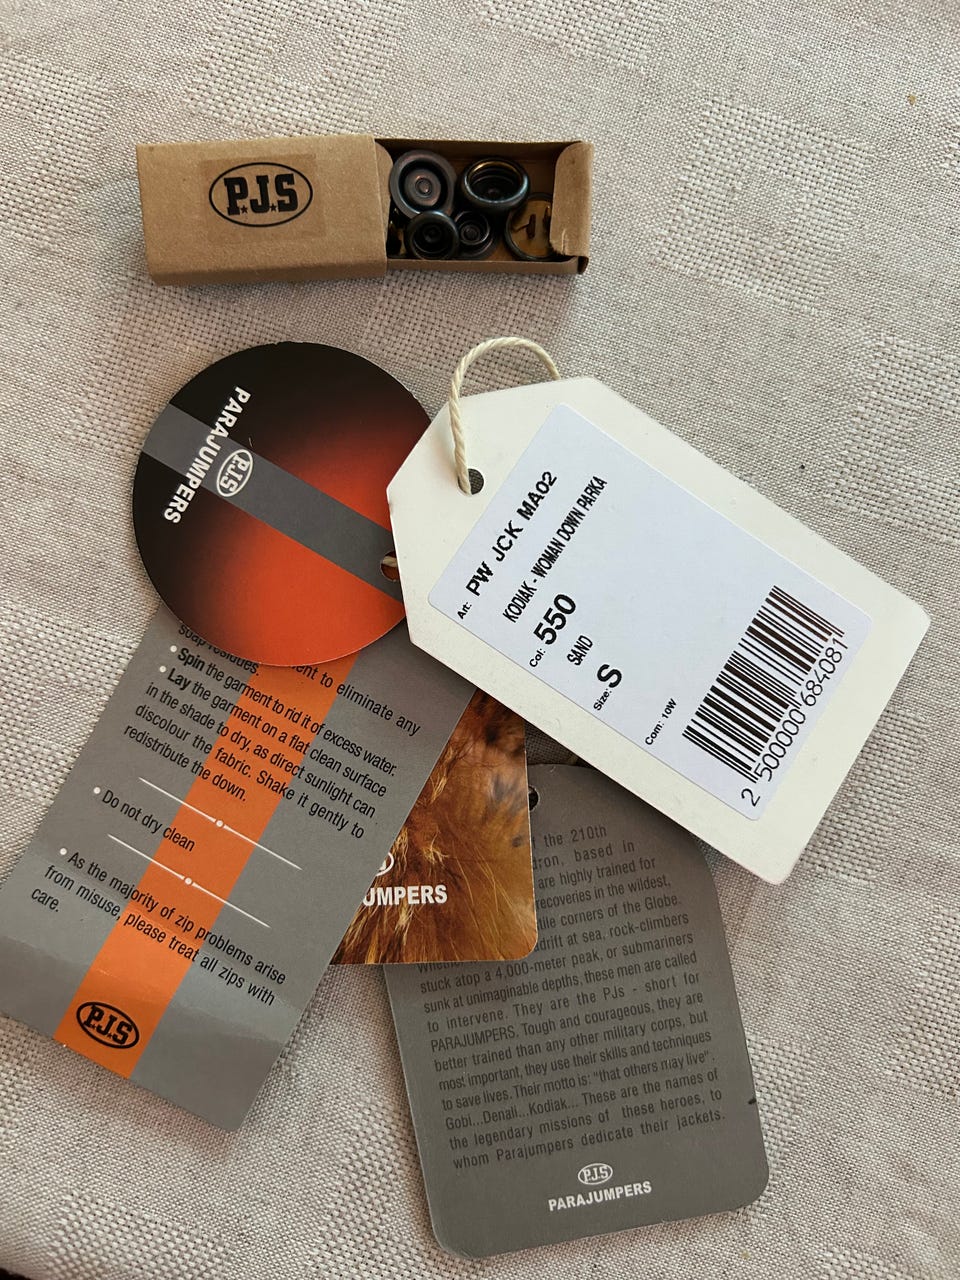 P.J.S
PARAJUMPERS
P.J.S
Art: PW JCK MA02
KODIAK - WOMAN DOWN PARKA
Col: 550
SAND
Size: S
Com: 10W
2 500000 684081
soap residues.
ent to eliminate any
• Spin the garment to rid it of excess water.
• Lay the garment on a flat clean surface
in the shade to dry, as direct sunlight can
discolour the fabric. Shake it gently to
redistribute the down.
• Do not dry clean
• As the majority of zip problems arise
from misuse, please treat all zips with
care.
P.J.S
UMPERS
f the 210th
dron, based in
are highly trained for
recoveries in the wildest,
tile corners of the Globe.
Whether adrift at sea, rock-climbers
stuck atop a 4,000-meter peak, or submariners
sunk at unimaginable depths, these men are called
to intervene. They are the PJs - short for
PARAJUMPERS. Tough and courageous, they are
better trained than any other military corps, but
most important, they use their skills and techniques
to save lives. Their motto is: "that others may live".
Gobi...Denali...Kodiak... These are the names of
the legendary missions of these heroes, to
whom Parajumpers dedicate their jackets.
P.J.S
PARAJUMPERS